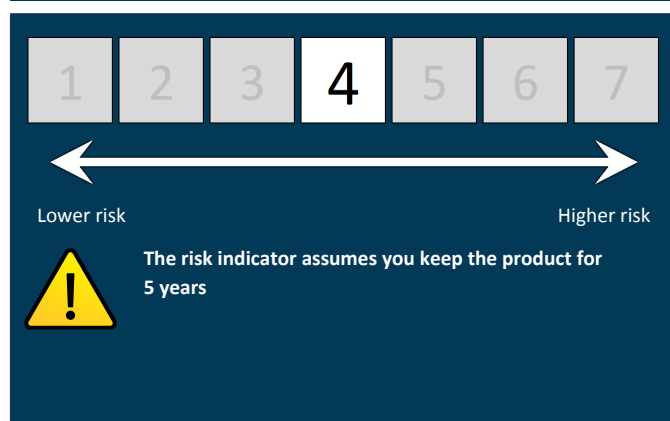 1 2 3 4 5 6 7
Lower risk Higher risk
The risk indicator assumes you keep the product for
5 years